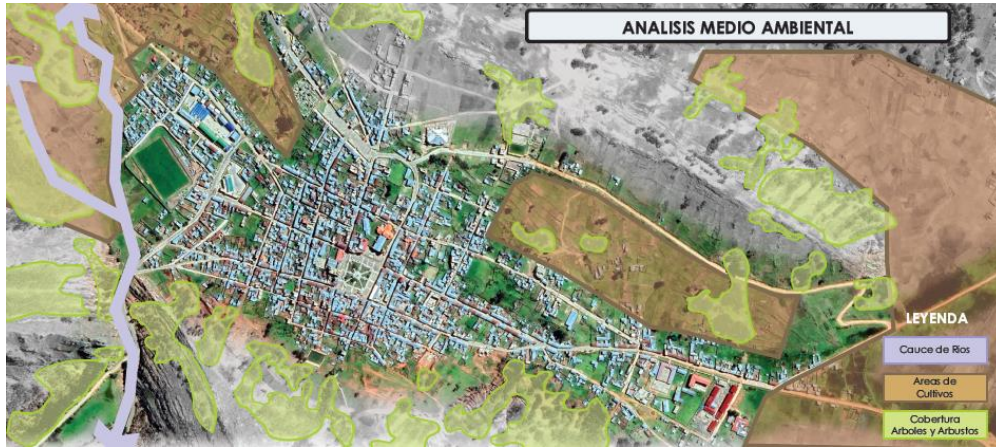 ANALISIS MEDIO AMBIENTAL
LEYENDA
Cauce de Rios
Areas de
Cultivos
Cobertura
Arboles y Arbustos